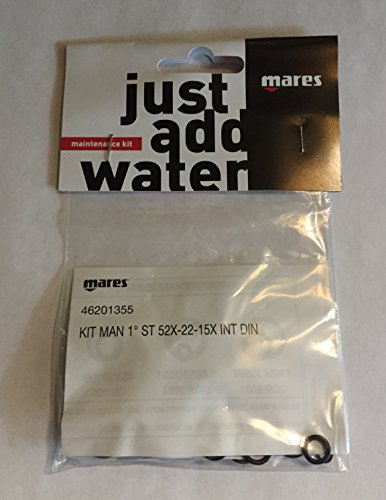 just
add
water
maintenance kit
mares
mares
46201355
KIT MAN 1° ST 52X-22-15X INT DIN